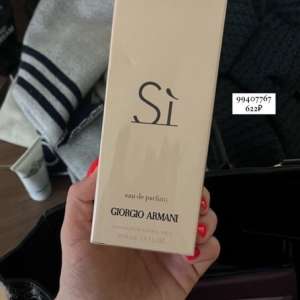 Sì
eau de parfum
GIORGIO ARMANI
99407767
622₽